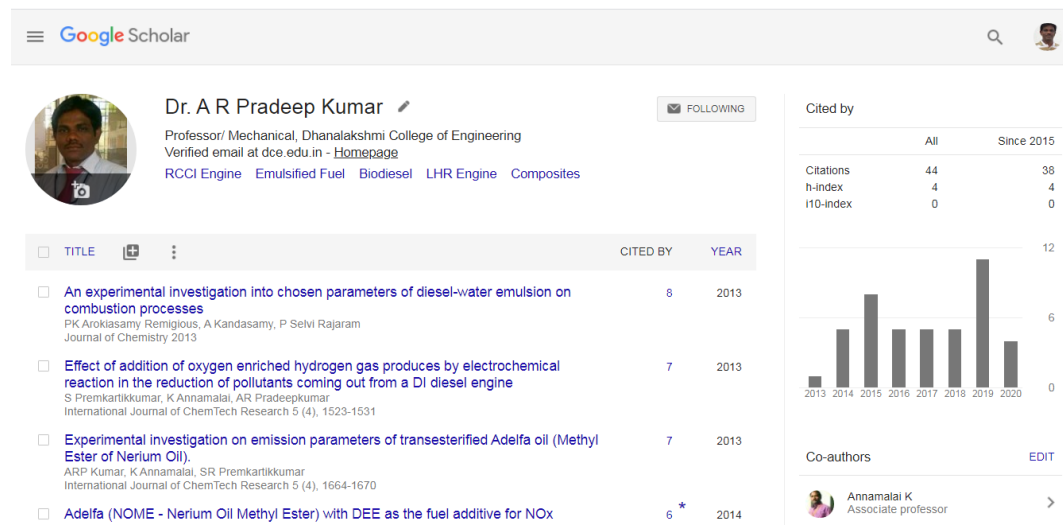 Google Scholar
Dr. A R Pradeep Kumar
FOLLOWING
Professor/ Mechanical, Dhanalakshmi College of Engineering
Verified email at dce.edu.in - Homepage
RCCI Engine Emulsified Fuel Biodiesel LHR Engine Composites
TITLE CITED BY YEAR
An experimental investigation into chosen parameters of diesel-water emulsion on 8 2013
combustion processes
PK Arokiasamy Remigious, A Kandasamy, P Selvi Rajaram
Journal of Chemistry 2013
Effect of addition of oxygen enriched hydrogen gas produces by electrochemical 7 2013
reaction in the reduction of pollutants coming out from a DI diesel engine
S Premkartikkumar, K Annamalai, AR Pradeepkumar
International Journal of ChemTech Research 5 (4), 1523-1531
Experimental investigation on emission parameters of transesterified Adelfa oil (Methyl 7 2013
Ester of Nerium Oil).
ARP Kumar, K Annamalai, SR Premkartikkumar
International Journal of ChemTech Research 5 (4), 1664-1670
Adelfa (NOME - Nerium Oil Methyl Ester) with DEE as the fuel additive for NOx 6 * 2014
Cited by
All Since 2015
Citations 44 38
h-index 4 4
i10-index 0 0
12
6
0
2013 2014 2015 2016 2017 2018 2019 2020
Co-authors EDIT
Annamalai K
Associate professor